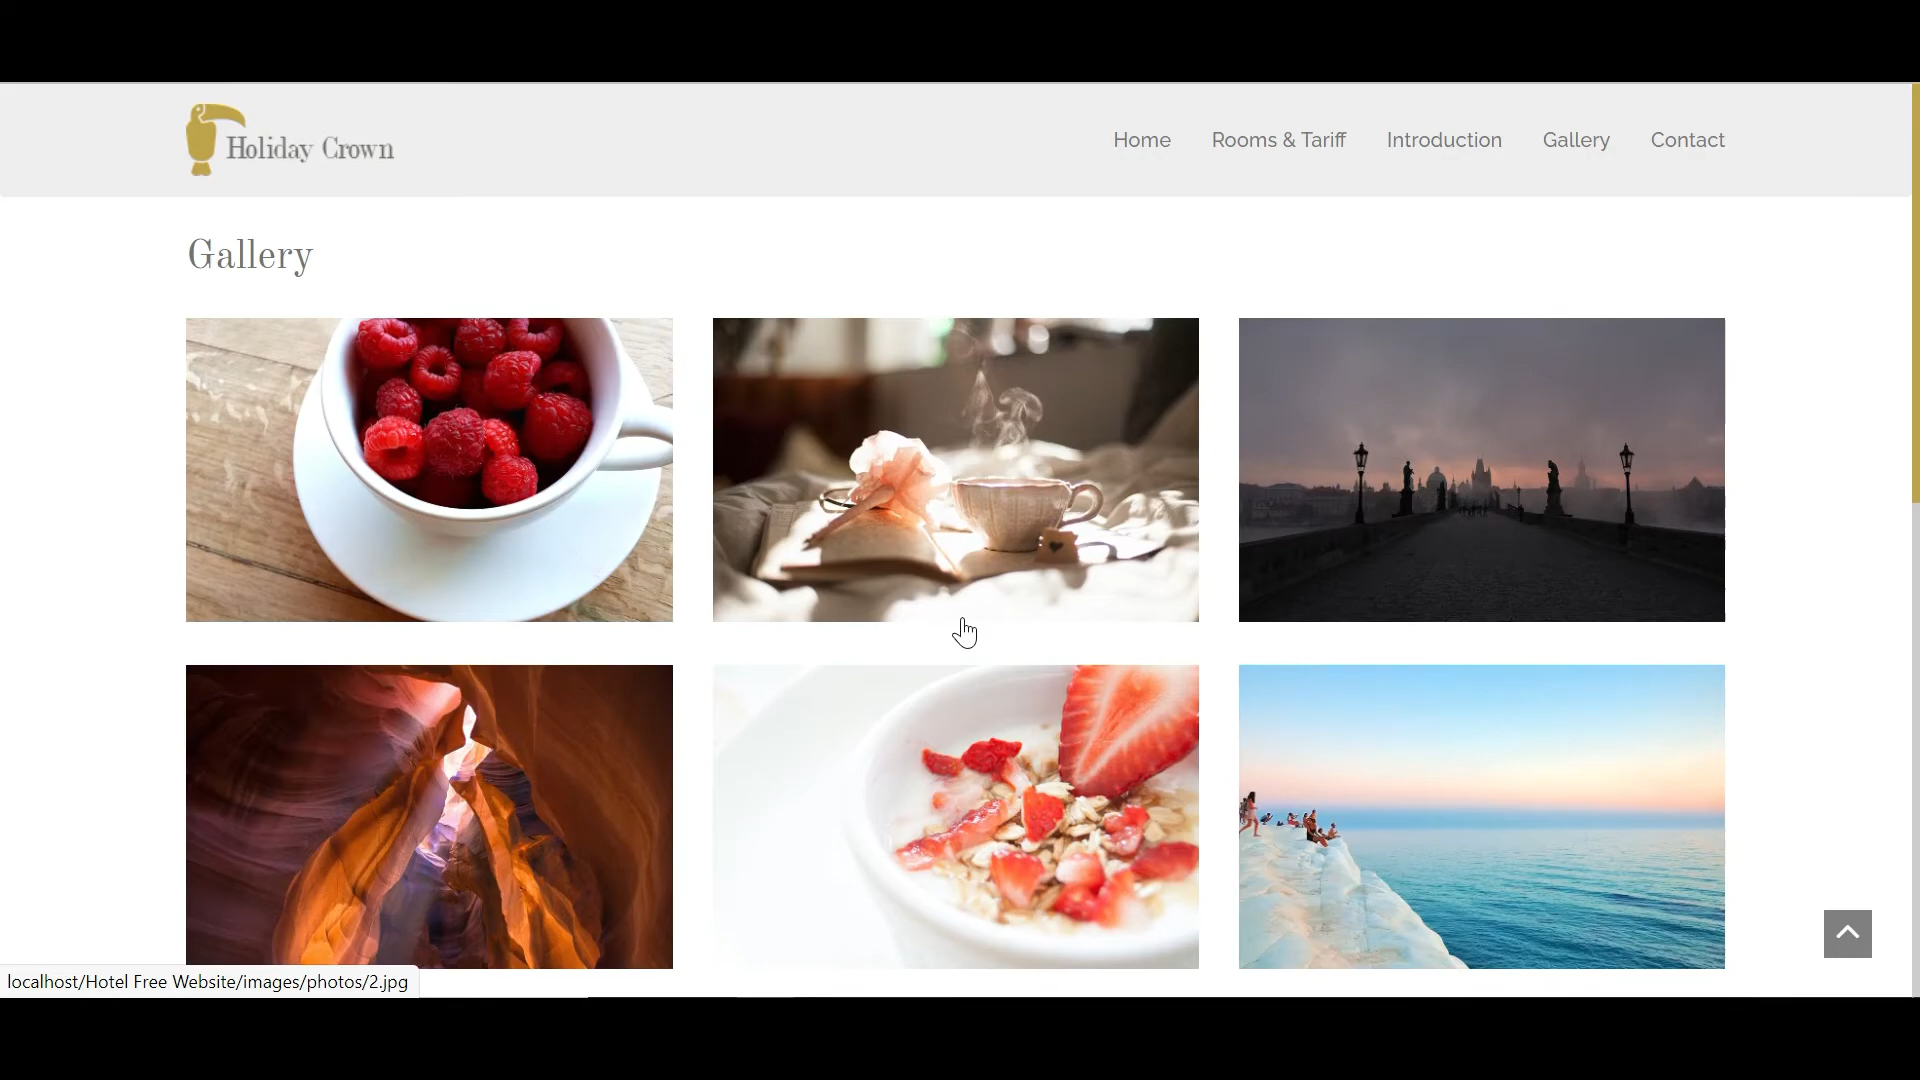 Holiday Crown
Home Rooms & Tariff Introduction Gallery Contact
Gallery
localhost/Hotel Free Website/images/photos/2.jpg